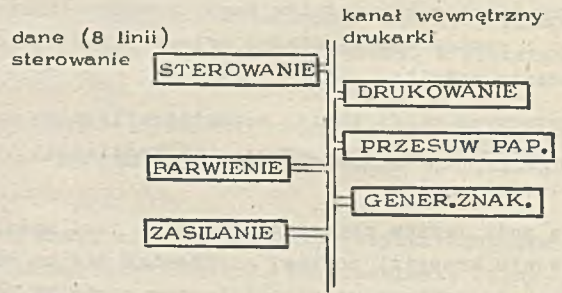 dane (8 linii)
sterowanie
kanał wewnętrzny
drukarki
STEROWANIE
DRUKOWANIE
PRZESUW PAP.
BARWIENIE
GENER.ZNAK.
ZASILANIE